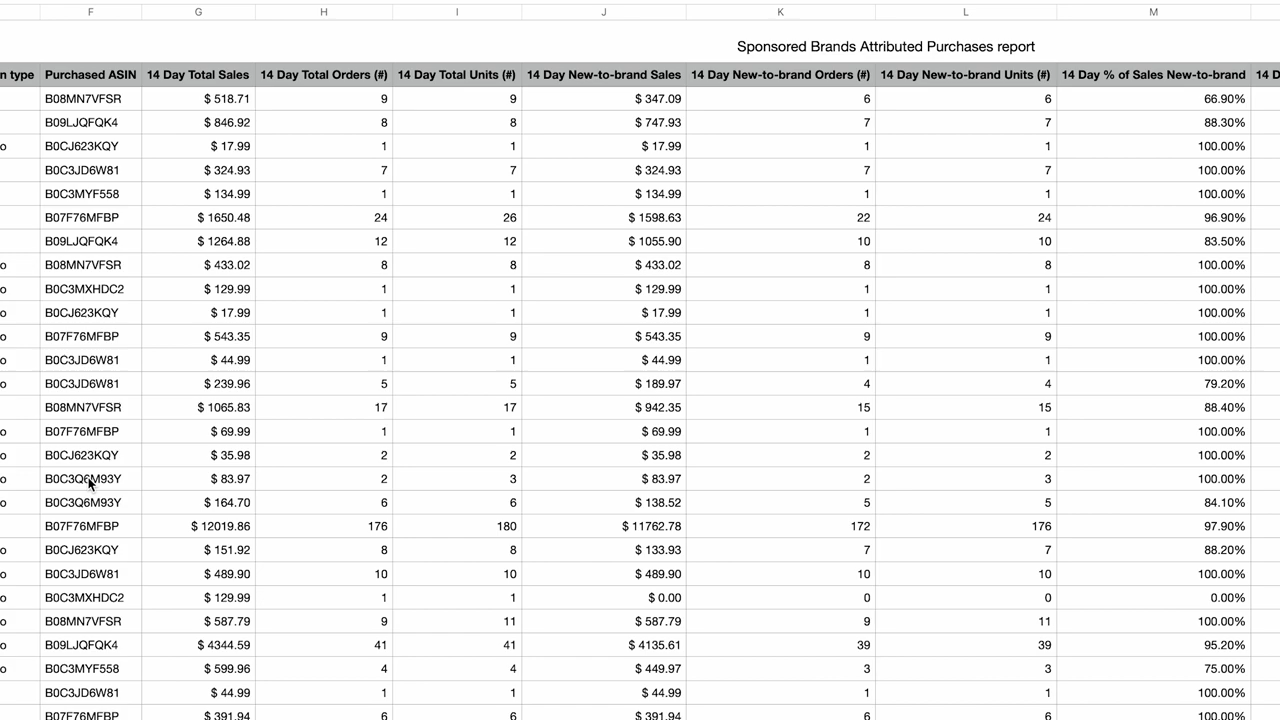 F G H I J K L M
Sponsored Brands Attributed Purchases report
n type Purchased ASIN 14 Day Total Sales 14 Day Total Orders (#) 14 Day Total Units (#) 14 Day New-to-brand Sales 14 Day New-to-brand Orders (#) 14 Day New-to-brand Units (#) 14 Day % of Sales New-to-brand 14 D
B08MN7VFSR $ 518.71 9 9 $ 347.09 6 6 66.90%
B09LJQFQK4 $ 846.92 8 8 $ 747.93 7 7 88.30%
o B0CJ623KQY $ 17.99 1 1 $ 17.99 1 1 100.00%
B0C3JD6W81 $ 324.93 7 7 $ 324.93 7 7 100.00%
B0C3MYF558 $ 134.99 1 1 $ 134.99 1 1 100.00%
B07F76MFBP $ 1650.48 24 26 $ 1598.63 22 24 96.90%
B09LJQFQK4 $ 1264.88 12 12 $ 1055.90 10 10 83.50%
o B08MN7VFSR $ 433.02 8 8 $ 433.02 8 8 100.00%
o B0C3MXHDC2 $ 129.99 1 1 $ 129.99 1 1 100.00%
o B0CJ623KQY $ 17.99 1 1 $ 17.99 1 1 100.00%
o B07F76MFBP $ 543.35 9 9 $ 543.35 9 9 100.00%
o B0C3JD6W81 $ 44.99 1 1 $ 44.99 1 1 100.00%
o B0C3JD6W81 $ 239.96 5 5 $ 189.97 4 4 79.20%
B08MN7VFSR $ 1065.83 17 17 $ 942.35 15 15 88.40%
o B07F76MFBP $ 69.99 1 1 $ 69.99 1 1 100.00%
o B0CJ623KQY $ 35.98 2 2 $ 35.98 2 2 100.00%
o B0C3Q6M93Y $ 83.97 2 3 $ 83.97 2 3 100.00%
o B0C3Q6M93Y $ 164.70 6 6 $ 138.52 5 5 84.10%
B07F76MFBP $ 12019.86 176 180 $ 11762.78 172 176 97.90%
o B0CJ623KQY $ 151.92 8 8 $ 133.93 7 7 88.20%
o B0C3JD6W81 $ 489.90 10 10 $ 489.90 10 10 100.00%
o B0C3MXHDC2 $ 129.99 1 1 $ 0.00 0 0 0.00%
o B08MN7VFSR $ 587.79 9 11 $ 587.79 9 11 100.00%
o B09LJQFQK4 $ 4344.59 41 41 $ 4135.61 39 39 95.20%
o B0C3MYF558 $ 599.96 4 4 $ 449.97 3 3 75.00%
B0C3JD6W81 $ 44.99 1 1 $ 44.99 1 1 100.00%
B07F76MFBP $ 391.94 6 6 $ 391.94 6 6 100.00%